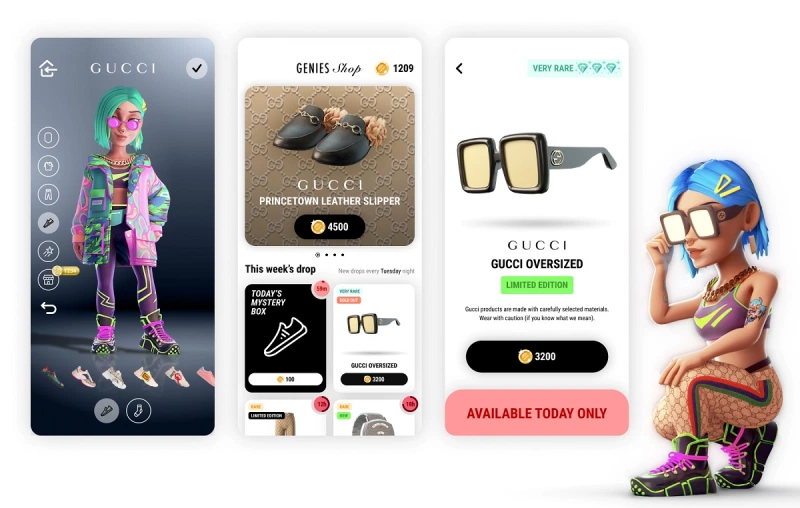 GUCCI
1234
GENIES Shop
1209
GUCCI
PRINCETOWN LEATHER SLIPPER
4500
This week's drop
New drops every Tuesday night
TODAY'S
MYSTERY
BOX
59m
100
VERY RARE
SOLD OUT
GUCCI OVERSIZED
3200
RARE
LIMITED EDITION
12h
RARE
NEW
16h
VERY RARE
GUCCI
GUCCI OVERSIZED
LIMITED EDITION
Gucci products are made with carefully selected materials.
Wear with caution (if you know what we mean).
3200
AVAILABLE TODAY ONLY